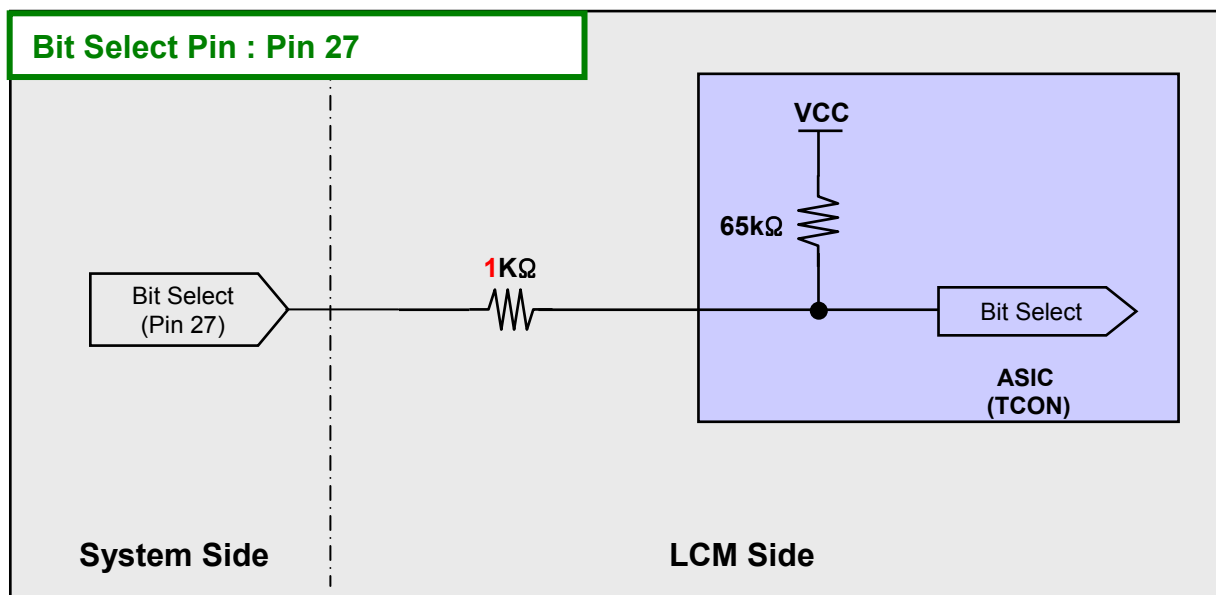 Bit Select Pin : Pin 27
VCC
65kΩ
1KΩ
Bit Select
(Pin 27)
Bit Select
ASIC
(TCON)
System Side
LCM Side